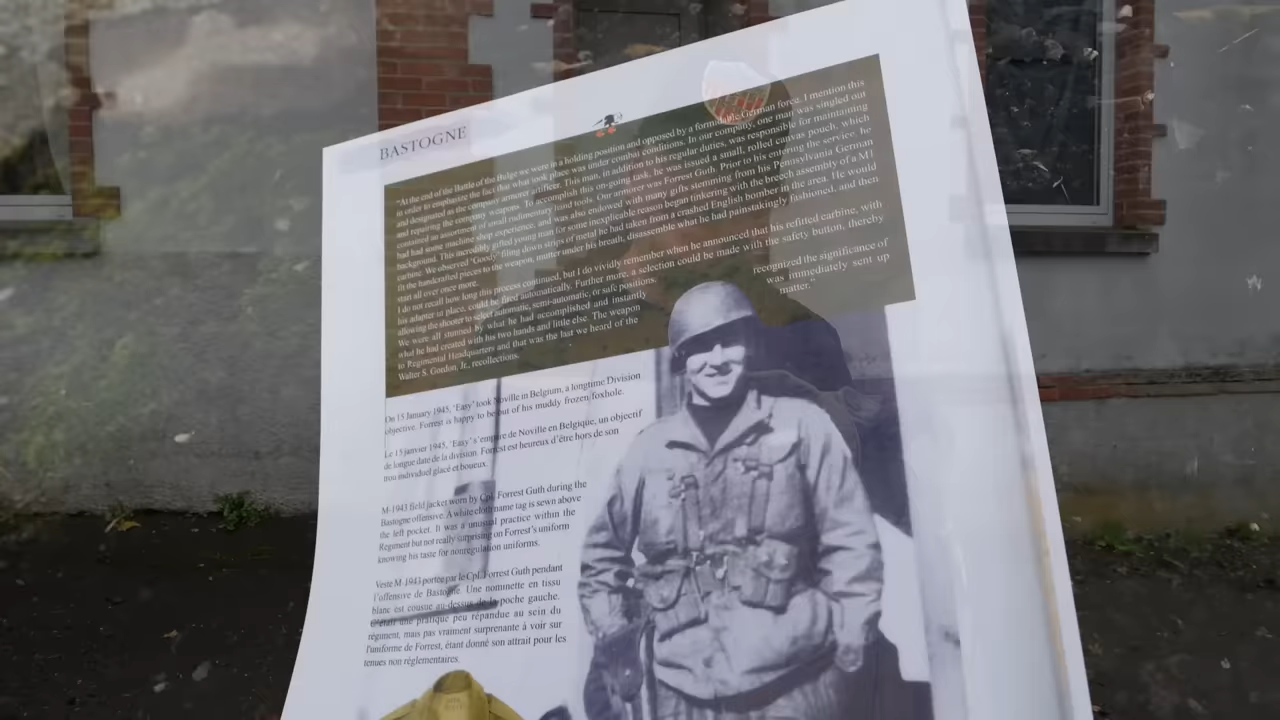 BASTOGNE
"At the end of the Battle of the Bulge we were in a holding position and opposed by a formidable German force. I mention this
in order to emphasize the fact that what took place was under combat conditions. In our company, one man was singled out
and designated as the company armorer artificer. This man, in addition to his regular duties, was responsible for maintaining
and repairing the company weapons. To accomplish this on-going task, he was issued a small, rolled canvas pouch, which
contained an assortment of small rudimentary hand tools. Our armorer was Forrest Guth. Prior to his entering the service, he
had had some machine shop experience, and was also endowed with many gifts stemming from his Pennsylvania German
background. This incredibly gifted young man for some inexplicable reason began tinkering with the breech assembly of a M1
carbine. We observed "Goody" filing down strips of metal he had taken from a crashed English bomber in the area. He would
fit the handcrafted pieces to the weapon, mutter under his breath, disassemble what he had painstakingly fashioned, and then
start all over once more.
I do not recall how long this process continued, but I do vividly remember when he announced that his refitted carbine, with
his adapter in place, could be fired automatically. Further more, a selection could be made with the safety button, thereby
allowing the shooter to select automatic, semi-automatic, or safe positions.
We were all stunned by what he had accomplished and instantly recognized the significance of
what he had created with his two hands and little else. The weapon was immediately sent up
to Regimental Headquarters and that was the last we heard of the matter."
Walter S. Gordon, Jr., recollections.
On 15 January 1945, "Easy" took Noville in Belgium, a longtime Division
objective. Forrest is happy to be out of his muddy frozen foxhole.
Le 15 janvier 1945, "Easy" s'empare de Noville en Belgique, un objectif
de longue date de la division. Forrest est heureux d'être hors de son
trou individuel glacé et boueux.
M-1943 field jacket worn by Cpl. Forrest Guth during the
Bastogne offensive. A white cloth name tag is sewn above
the left pocket. It was a unusual practice within the
Regiment but not really surprising on Forrest's uniform
knowing his taste for nonregulation uniforms.
Veste M-1943 portée par le Cpl. Forrest Guth pendant
l'offensive de Bastogne. Une nominette en tissu
blanc est cousue au-dessus de la poche gauche.
C'était une pratique peu répandue au sein du
régiment, mais pas vraiment surprenante à voir sur
l'uniforme de Forrest, étant donné son attrait pour les
tenues non réglementaires.